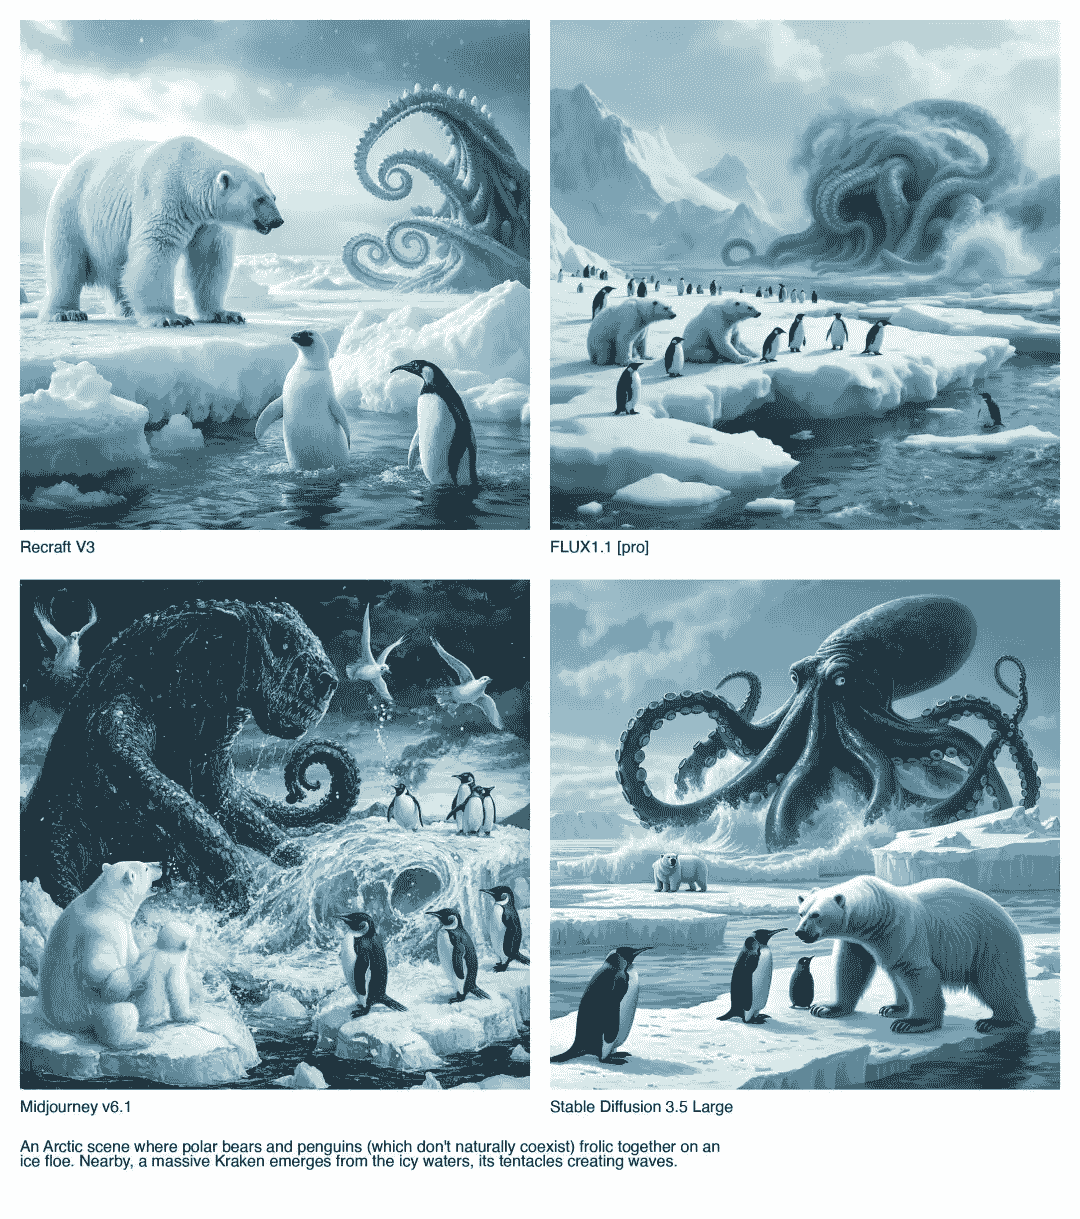 Recraft V3
FLUX1.1 [pro]
Midjourney v6.1
Stable Diffusion 3.5 Large
An Arctic scene where polar bears and penguins (which don't naturally coexist) frolic together on an
ice floe. Nearby, a massive Kraken emerges from the icy waters, its tentacles creating waves.